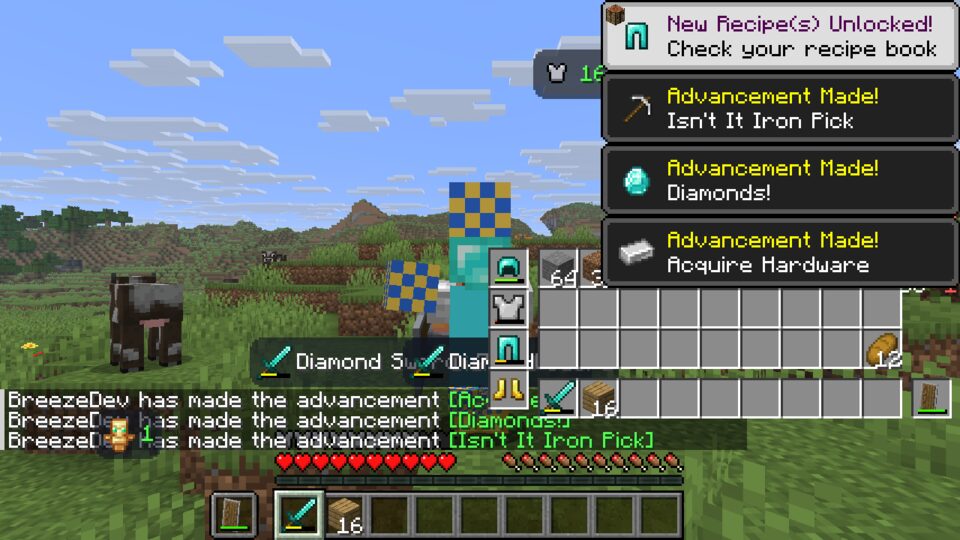 New Recipe(s) Unlocked!
Check your recipe book
16
Advancement Made!
Isn't It Iron Pick
Advancement Made!
Diamonds!
Advancement Made!
Acquire Hardware
64
12
Diamond
BreezeDev has made the advancement
16
BreezeDev has made the advancement [Diamonds!]
1
has made the advancement [Isn't It Iron Pick]
16